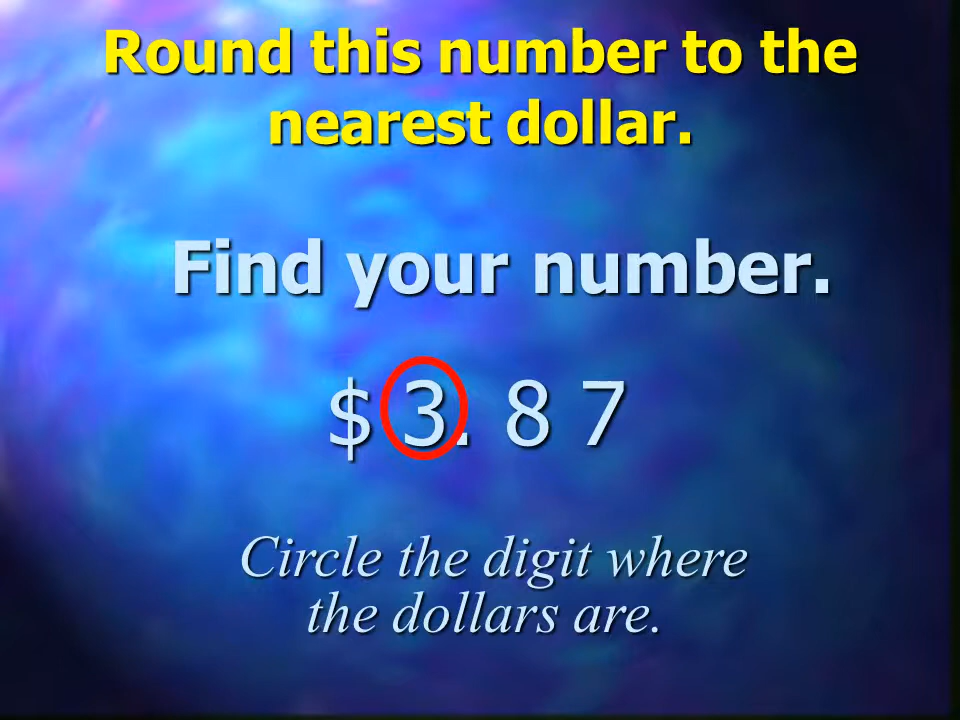 Round this number to the
nearest dollar.
Find your number.
$ 3. 8 7
Circle the digit where
the dollars are.